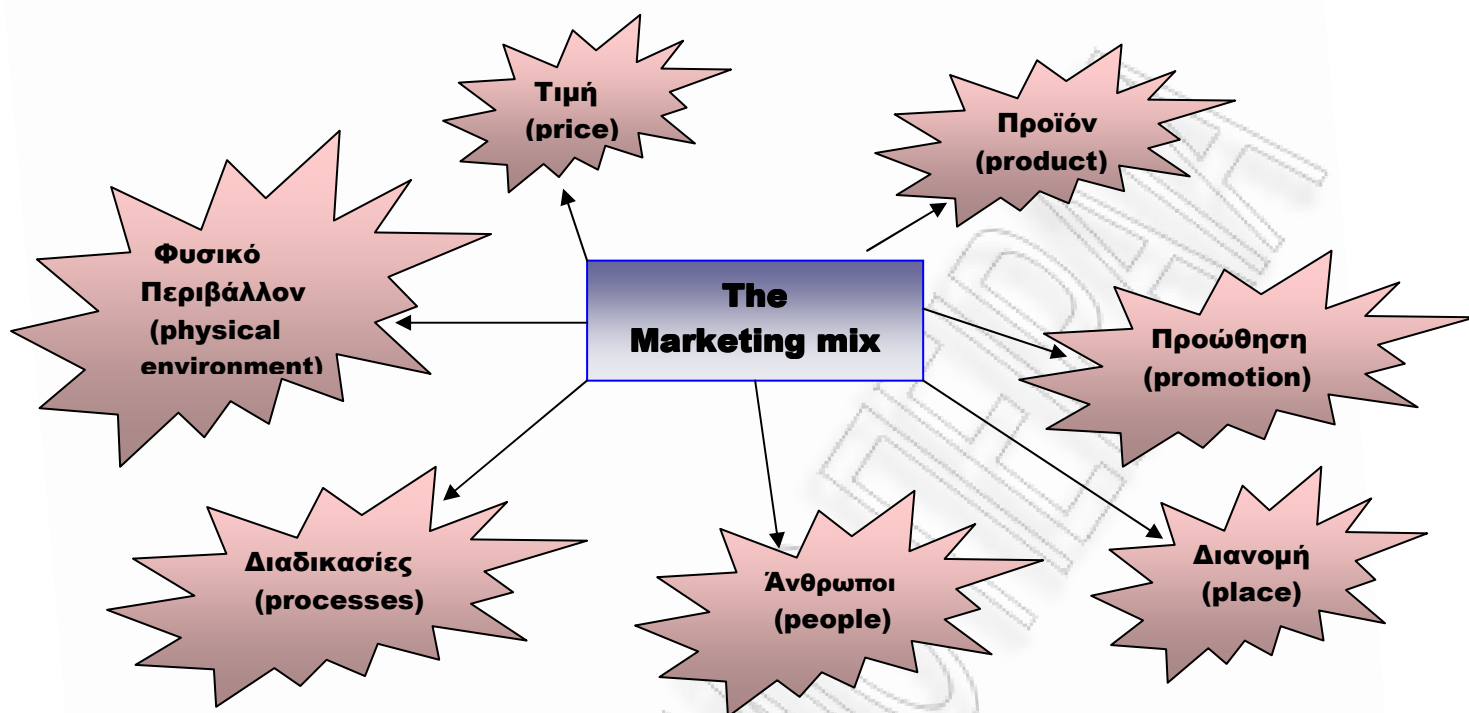 Τιμή
(price)
Προϊόν
(product)
Φυσικό
Περιβάλλον
(physical
environment)
The
Marketing mix
Προώθηση
(promotion)
Διαδικασίες
(processes)
Άνθρωποι
(people)
Διανομή
(place)